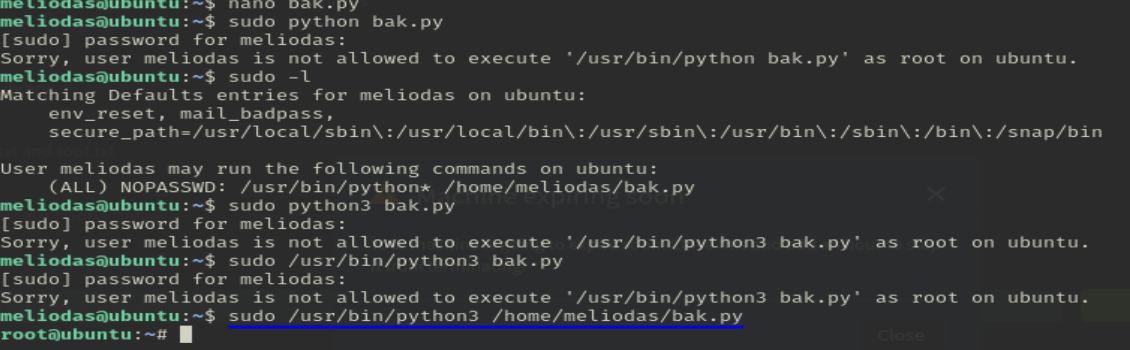 meliodas@ubuntu:~$ nano bak.py
meliodas@ubuntu:~$ sudo python bak.py
[sudo] password for meliodas:
Sorry, user meliodas is not allowed to execute '/usr/bin/python bak.py' as root on ubuntu.
meliodas@ubuntu:~$ sudo -l
Matching Defaults entries for meliodas on ubuntu:
    env_reset, mail_badpass,
    secure_path=/usr/local/sbin\:/usr/local/bin\:/usr/sbin\:/usr/bin\:/sbin\:/bin\:/snap/bin

User meliodas may run the following commands on ubuntu:
    (ALL) NOPASSWD: /usr/bin/python* /home/meliodas/bak.py
meliodas@ubuntu:~$ sudo python3 bak.py
Machine expiring soon
[sudo] password for meliodas:
Sorry, user meliodas is not allowed to execute '/usr/bin/python3 bak.py' as root on ubuntu.
meliodas@ubuntu:~$ sudo /usr/bin/python3 bak.py
[sudo] password for meliodas:
Sorry, user meliodas is not allowed to execute '/usr/bin/python3 bak.py' as root on ubuntu.
meliodas@ubuntu:~$ sudo /usr/bin/python3 /home/meliodas/bak.py
root@ubuntu:~#
Close